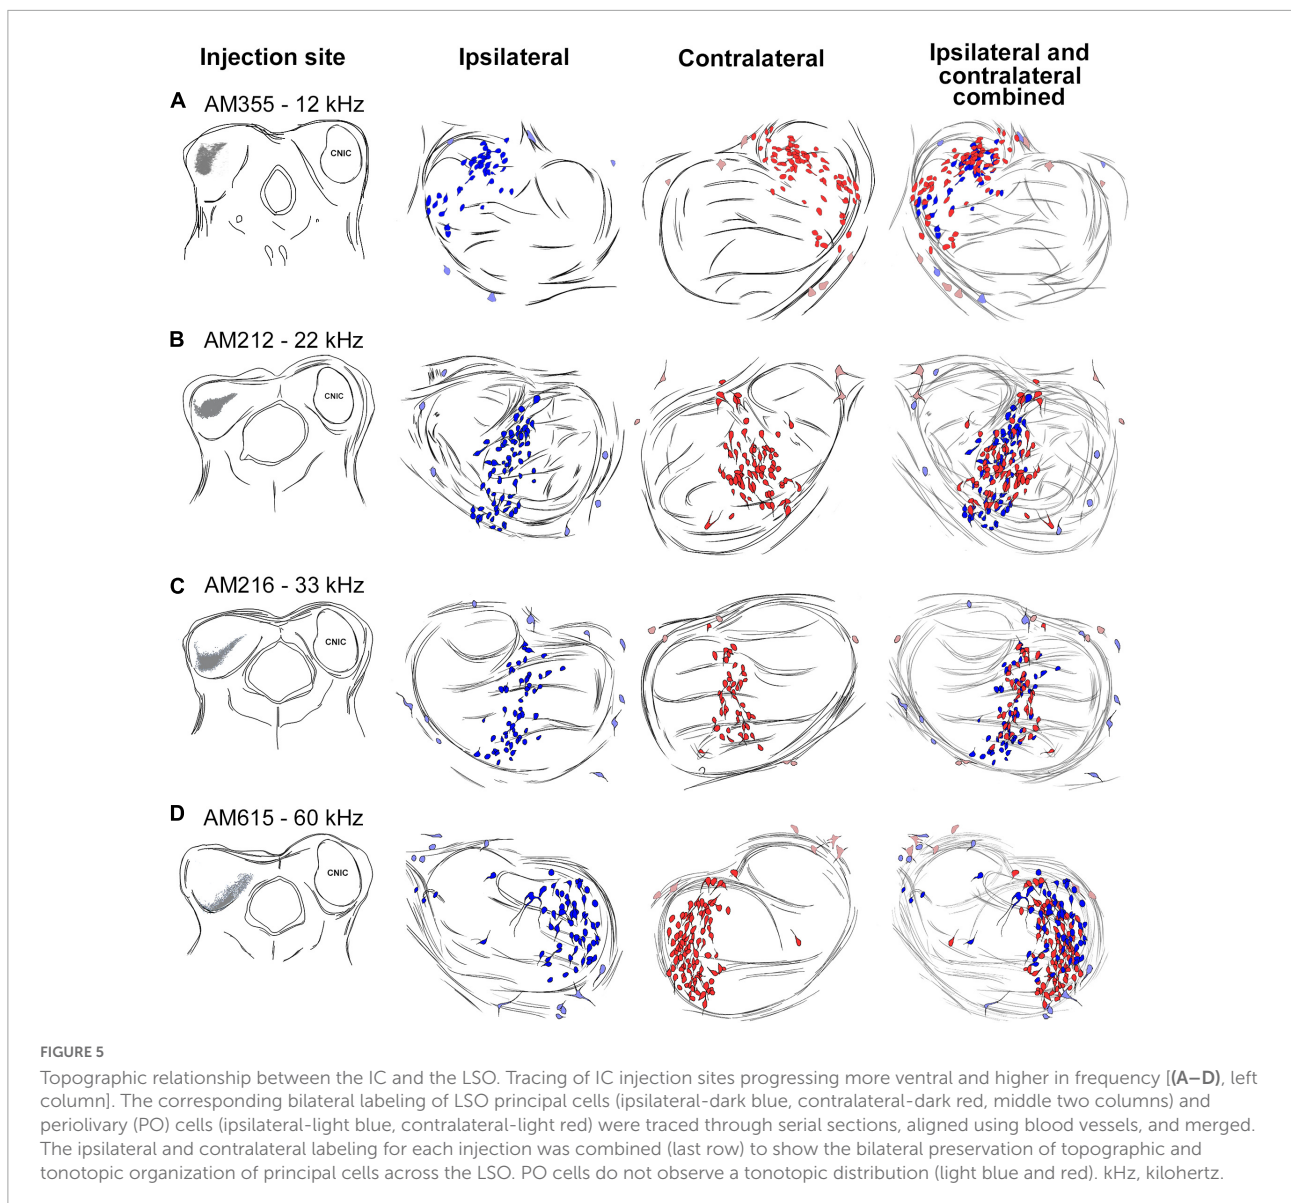 Injection site
Ipsilateral
Contralateral
Ipsilateral and
contralateral
combined
A AM355 - 12 kHz
CNIC
B AM212 - 22 kHz
CNIC
C AM216 - 33 kHz
CNIC
D AM615 - 60 kHz
CNIC
FIGURE 5
Topographic relationship between the IC and the LSO. Tracing of IC injection sites progressing more ventral and higher in frequency [(A–D), left
column]. The corresponding bilateral labeling of LSO principal cells (ipsilateral-dark blue, contralateral-dark red, middle two columns) and
periolivary (PO) cells (ipsilateral-light blue, contralateral-light red) were traced through serial sections, aligned using blood vessels, and merged.
The ipsilateral and contralateral labeling for each injection was combined (last row) to show the bilateral preservation of topographic and
tonotopic organization of principal cells across the LSO. PO cells do not observe a tonotopic distribution (light blue and red). kHz, kilohertz.